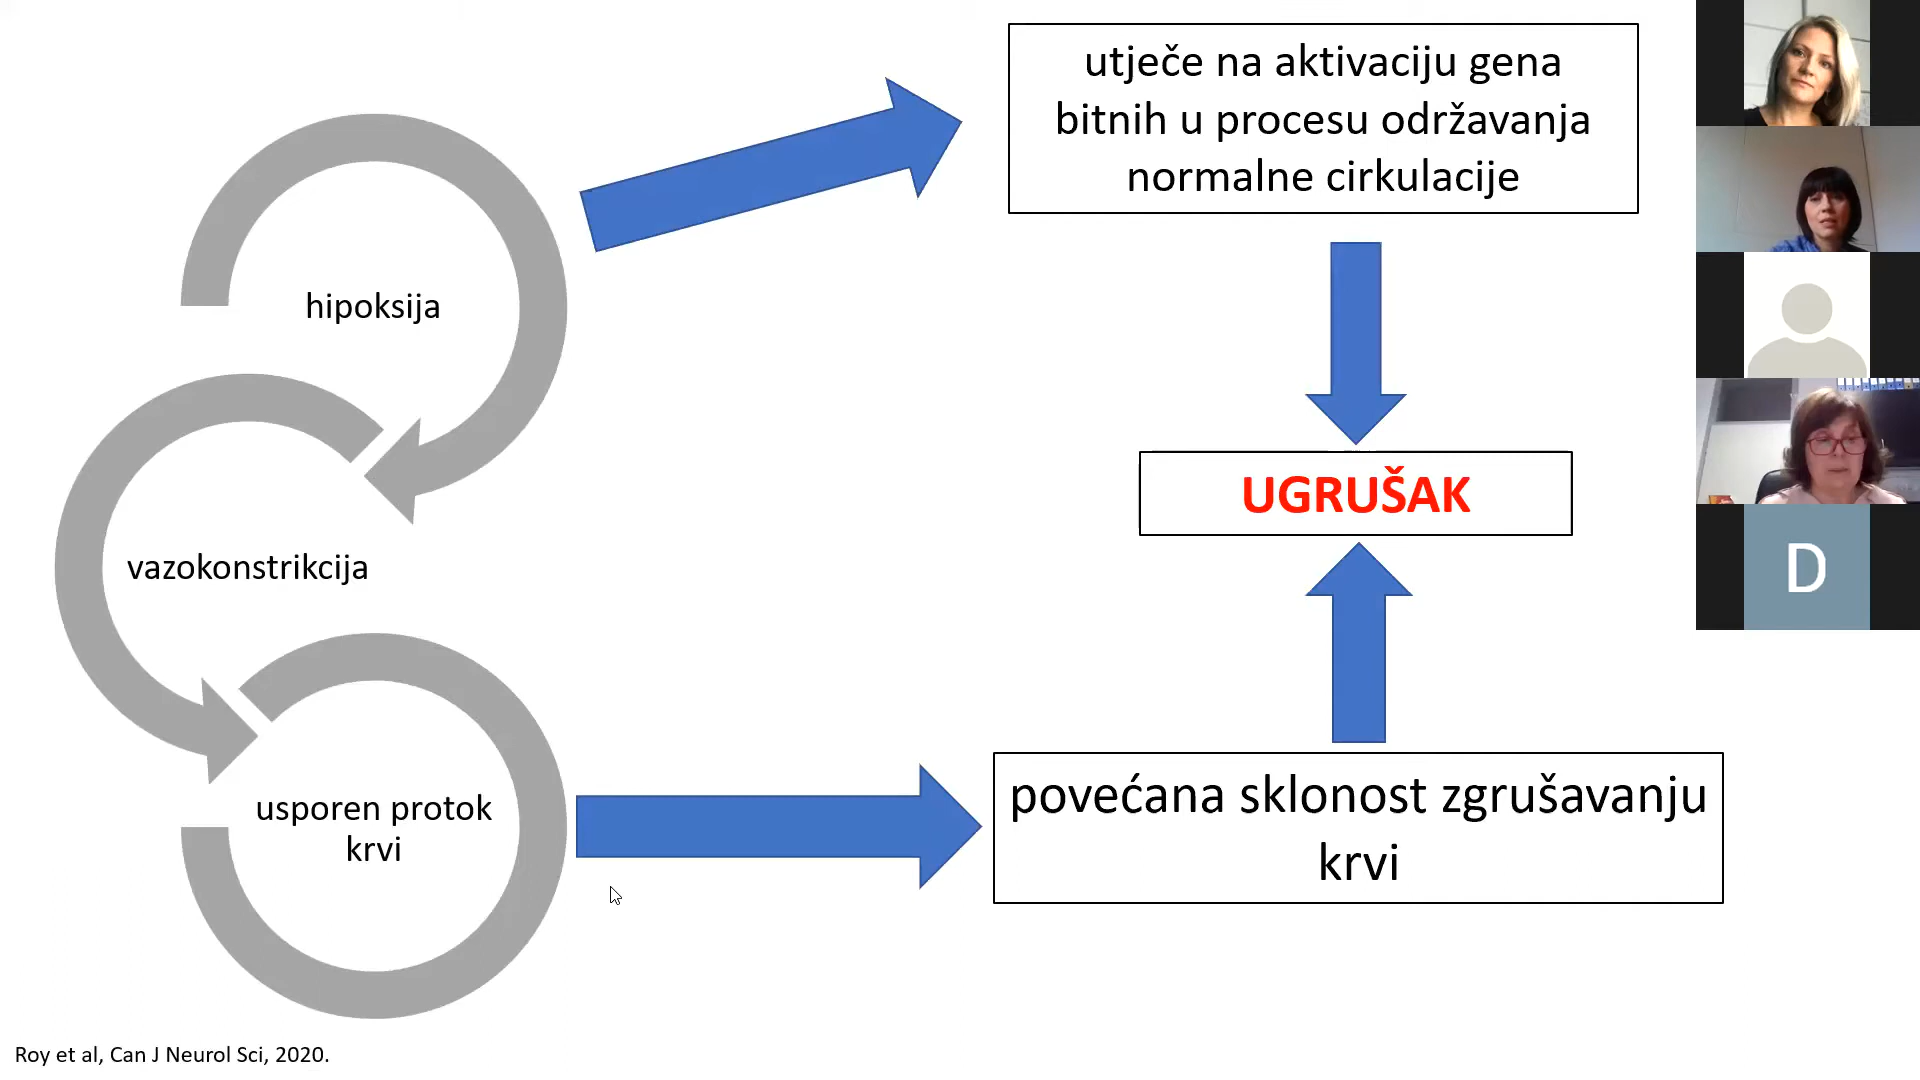 utječe na aktivaciju gena
bitnih u procesu održavanja
normalne cirkulacije
hipoksija
UGRUŠAK
vazokonstrikcija
usporen protok
krvi
povećana sklonost zgrušavanju
krvi
D
Roy et al, Can J Neurol Sci, 2020.